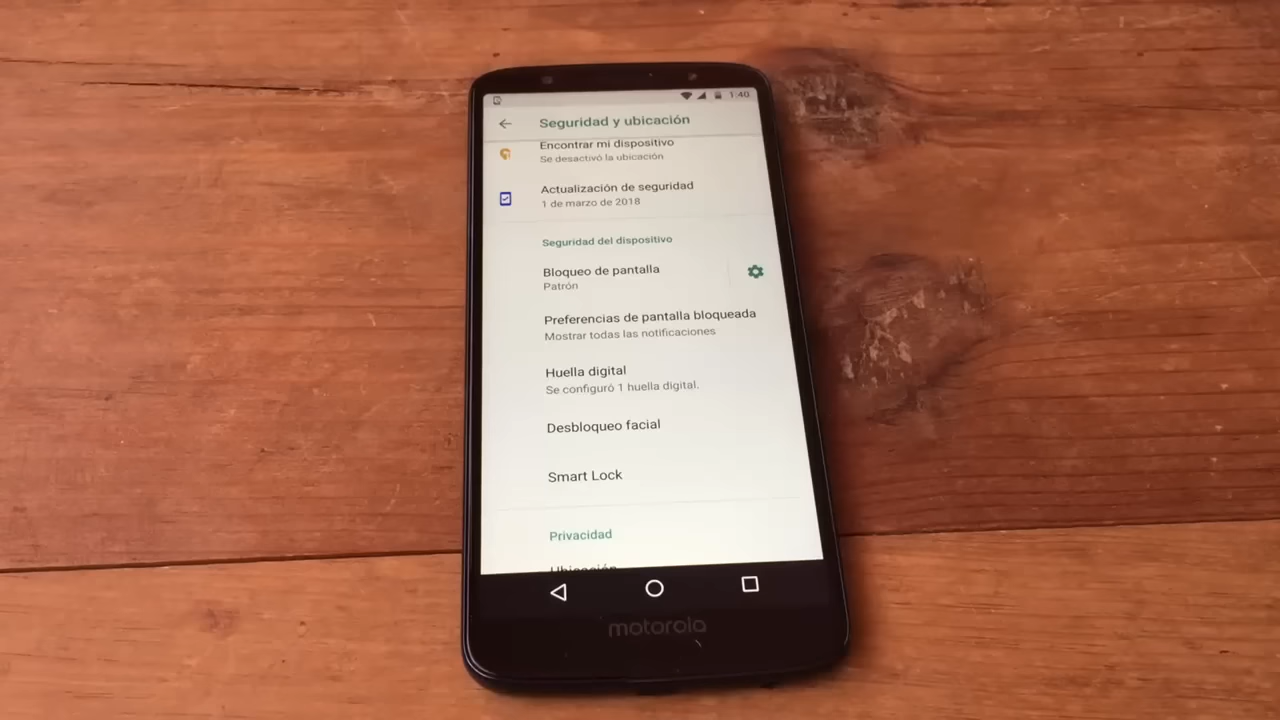 1:40
Seguridad y ubicación
Encontrar mi dispositivo
Se desactivó la ubicación
Actualización de seguridad
1 de marzo de 2018
Seguridad del dispositivo
Bloqueo de pantalla
Patrón
Preferencias de pantalla bloqueada
Mostrar todas las notificaciones
Huella digital
Se configuró 1 huella digital.
Desbloqueo facial
Smart Lock
Privacidad
Ubicación
motorola